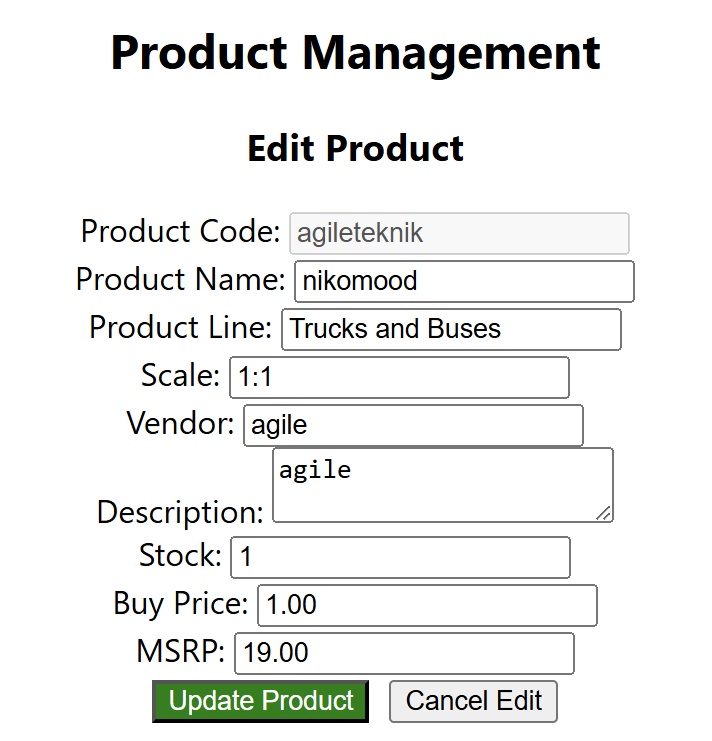 Product Management
Edit Product
Product Code: agileteknik
Product Name: nikomood
Product Line: Trucks and Buses
Scale: 1:1
Vendor: agile
Description: agile
Stock: 1
Buy Price: 1.00
MSRP: 19.00
Update Product Cancel Edit